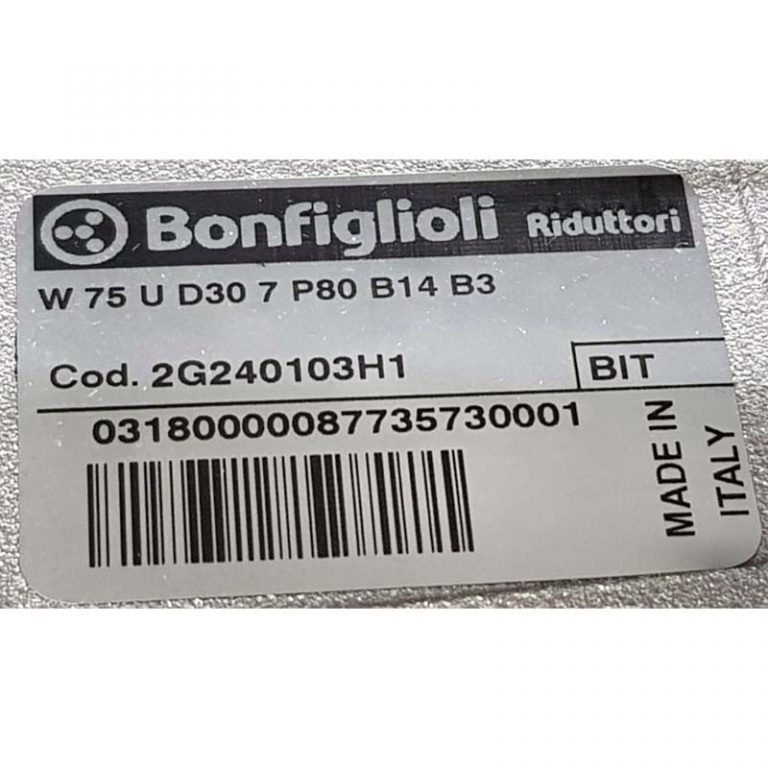 Bonfiglioli Riduttori
W 75 U D30 7 P80 B14 B3
Cod. 2G240103H1
BIT
03180000087735730001
MADE IN
ITALY